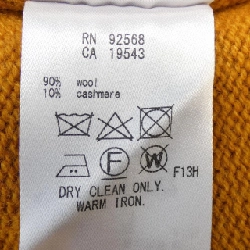 RN 92568
CA 19543
90% wool
10% cashmere
F W F13H
DRY CLEAN ONLY.
WARM IRON.